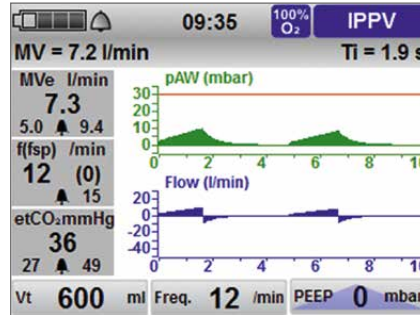 09:35 100% O₂ IPPV
MV = 7.2 l/min Ti = 1.9 s
MVe l/min
7.3
5.0 9.4
f(fsp) /min
12 (0)
15
etCO₂mmHg
36
27 49
pAW (mbar)
30
20
10
0
0 2 4 6 8 10
Flow (l/min)
20
0
-20
-40
0 2 4 6 8 10
Vt 600 ml Freq. 12 /min PEEP 0 mbar